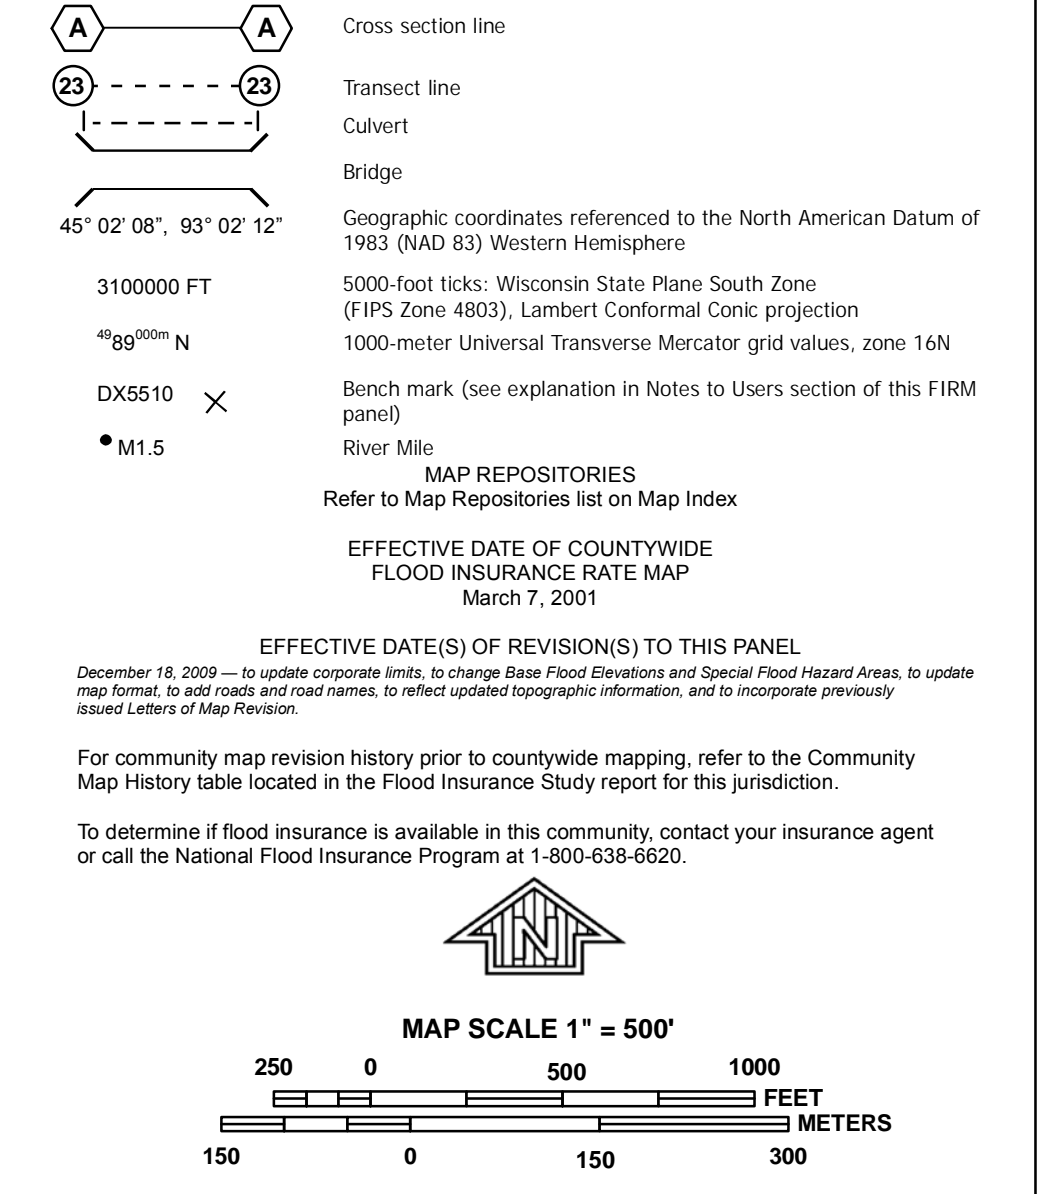 A A Cross section line
23 23 Transect line
Culvert
Bridge
45° 02’ 08”, 93° 02’ 12” Geographic coordinates referenced to the North American Datum of
1983 (NAD 83) Western Hemisphere
3100000 FT 5000-foot ticks: Wisconsin State Plane South Zone
(FIPS Zone 4803), Lambert Conformal Conic projection
4989000m N 1000-meter Universal Transverse Mercator grid values, zone 16N
DX5510 Bench mark (see explanation in Notes to Users section of this FIRM
panel)
M1.5 River Mile
MAP REPOSITORIES
Refer to Map Repositories list on Map Index
EFFECTIVE DATE OF COUNTYWIDE
FLOOD INSURANCE RATE MAP
March 7, 2001
EFFECTIVE DATE(S) OF REVISION(S) TO THIS PANEL
December 18, 2009 — to update corporate limits, to change Base Flood Elevations and Special Flood Hazard Areas, to update
map format, to add roads and road names, to reflect updated topographic information, and to incorporate previously
issued Letters of Map Revision.
For community map revision history prior to countywide mapping, refer to the Community
Map History table located in the Flood Insurance Study report for this jurisdiction.
To determine if flood insurance is available in this community, contact your insurance agent
or call the National Flood Insurance Program at 1-800-638-6620.
N
MAP SCALE 1" = 500'
250 0 500 1000
FEET
METERS
150 0 150 300